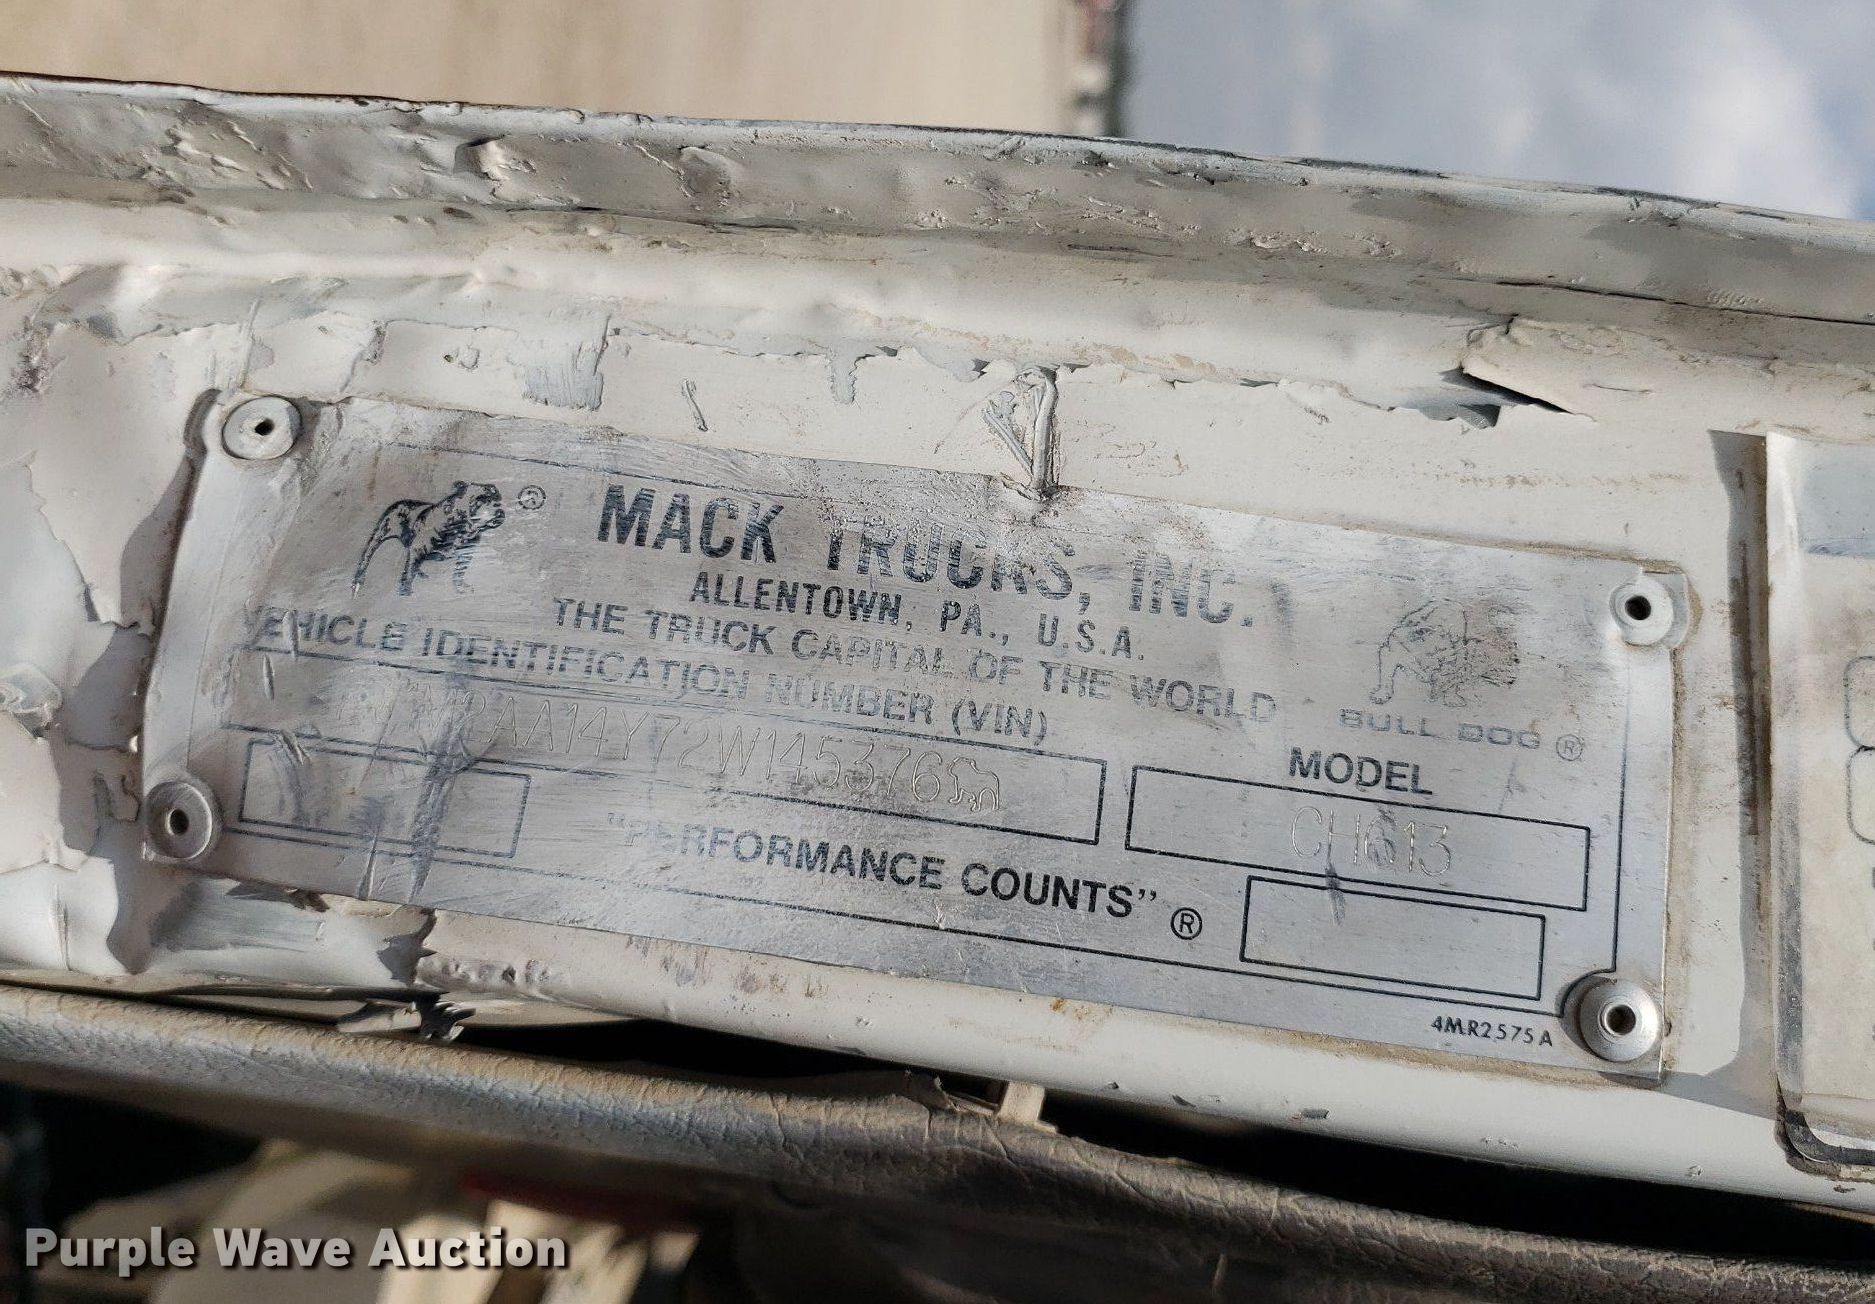 ® MACK TRUCKS, INC.
ALLENTOWN, PA., U.S.A.
THE TRUCK CAPITAL OF THE WORLD
VEHICLE IDENTIFICATION NUMBER (VIN)
BULL DOG ®
1M2AA14Y72W145376
MODEL
CH613
"PERFORMANCE COUNTS" ®
4MR2575A
Purple Wave Auction